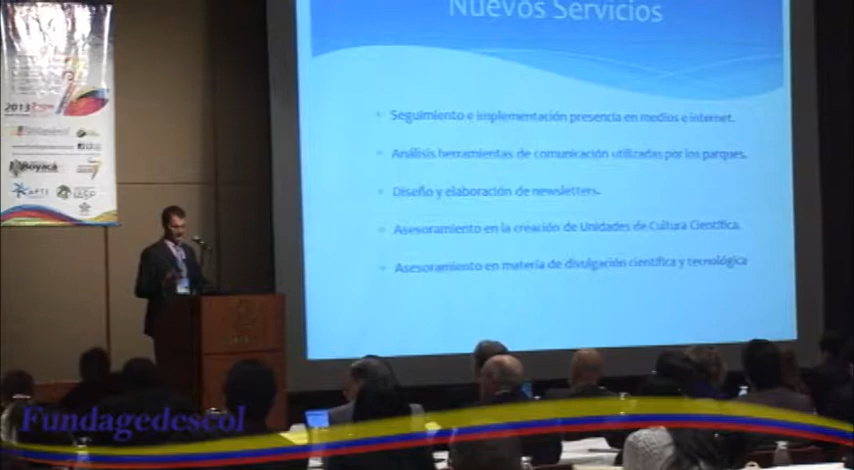 Nuevos Servicios
Seguimiento e implementación presencia en medios e internet.
Análisis herramientas de comunicación utilizadas por los parques.
Diseño y elaboración de newsletters.
Asesoramiento en la creación de Unidades de Cultura Científica.
Asesoramiento en materia de divulgación científica y tecnológica
2013
Boyacá
Fundagedescol